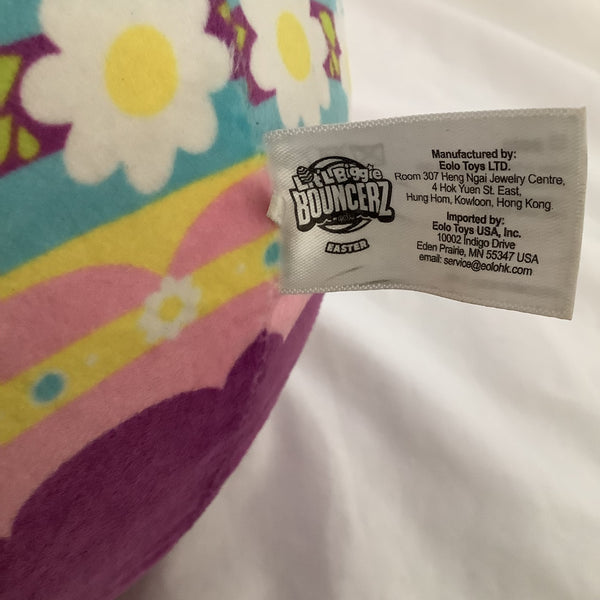 Lil' Biggie
BOUNCERZ
EASTER
Manufactured by:
Eolo Toys LTD.
Room 307 Heng Ngai Jewelry Centre,
4 Hok Yuen St. East,
Hung Hom, Kowloon, Hong Kong
Imported by:
Eolo Toys USA, Inc.
10002 Indigo Drive
Eden Prairie, MN 55347 USA
email: service@eolohk.com